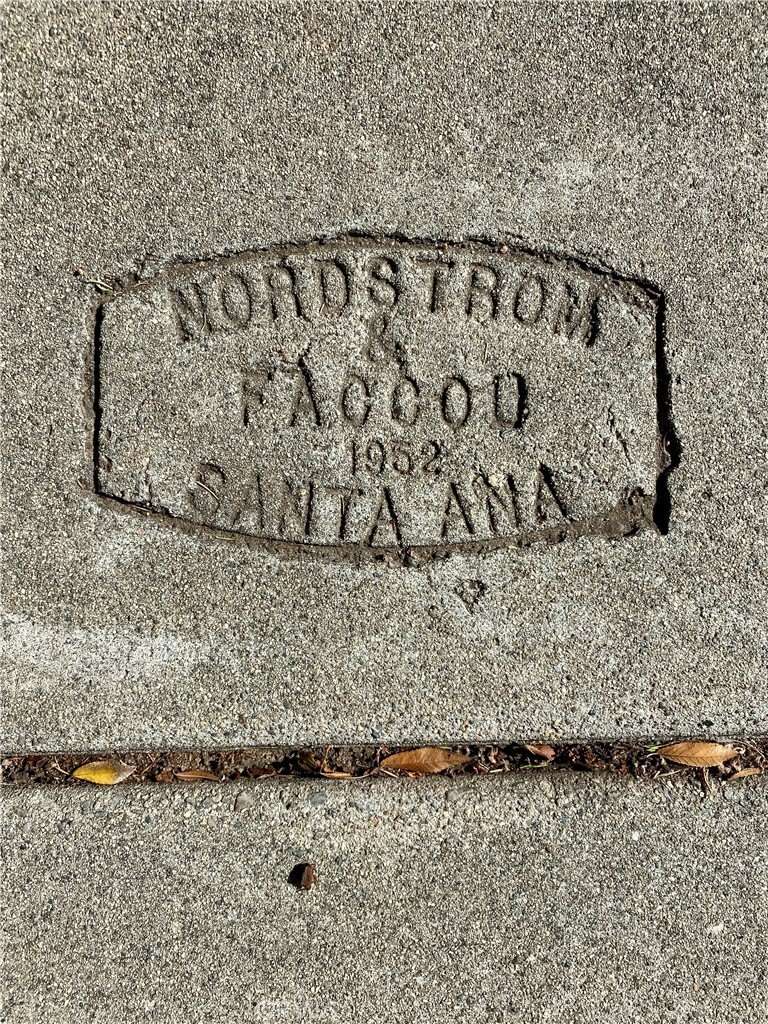 NORDSTROM
&
FACCOU
1952
SANTA ANA